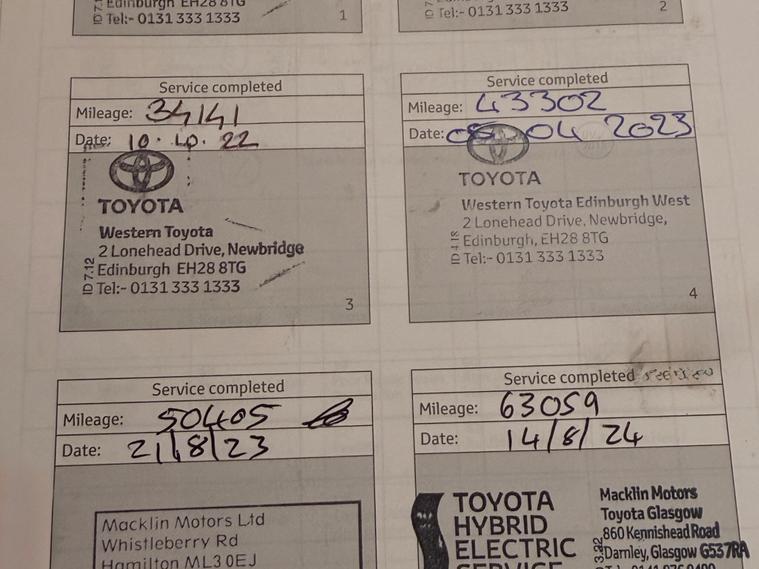 Edinburgh EH28 8TG
Tel:- 0131 333 1333
1
Tel:- 0131 333 1333
2
Service completed
Mileage: 34141
Date: 10.10.22
TOYOTA
Western Toyota
2 Lonehead Drive, Newbridge
Edinburgh EH28 8TG
Tel:- 0131 333 1333
ID 7.12
3
Service completed
Mileage: 43302
Date: 05 04 2023
TOYOTA
Western Toyota Edinburgh West
2 Lonehead Drive, Newbridge,
Edinburgh, EH28 8TG
Tel:- 0131 333 1333
ID 4.18
4
Service completed
Mileage: 50405
Date: 21/8/23
Macklin Motors Ltd
Whistleberry Rd
Hamilton ML3 0EJ
Service completed
Mileage: 63059
Date: 14/8/24
TOYOTA
HYBRID
ELECTRIC
SERVICE
Macklin Motors
Toyota Glasgow
860 Kennishead Road
Darnley, Glasgow G53 7RA